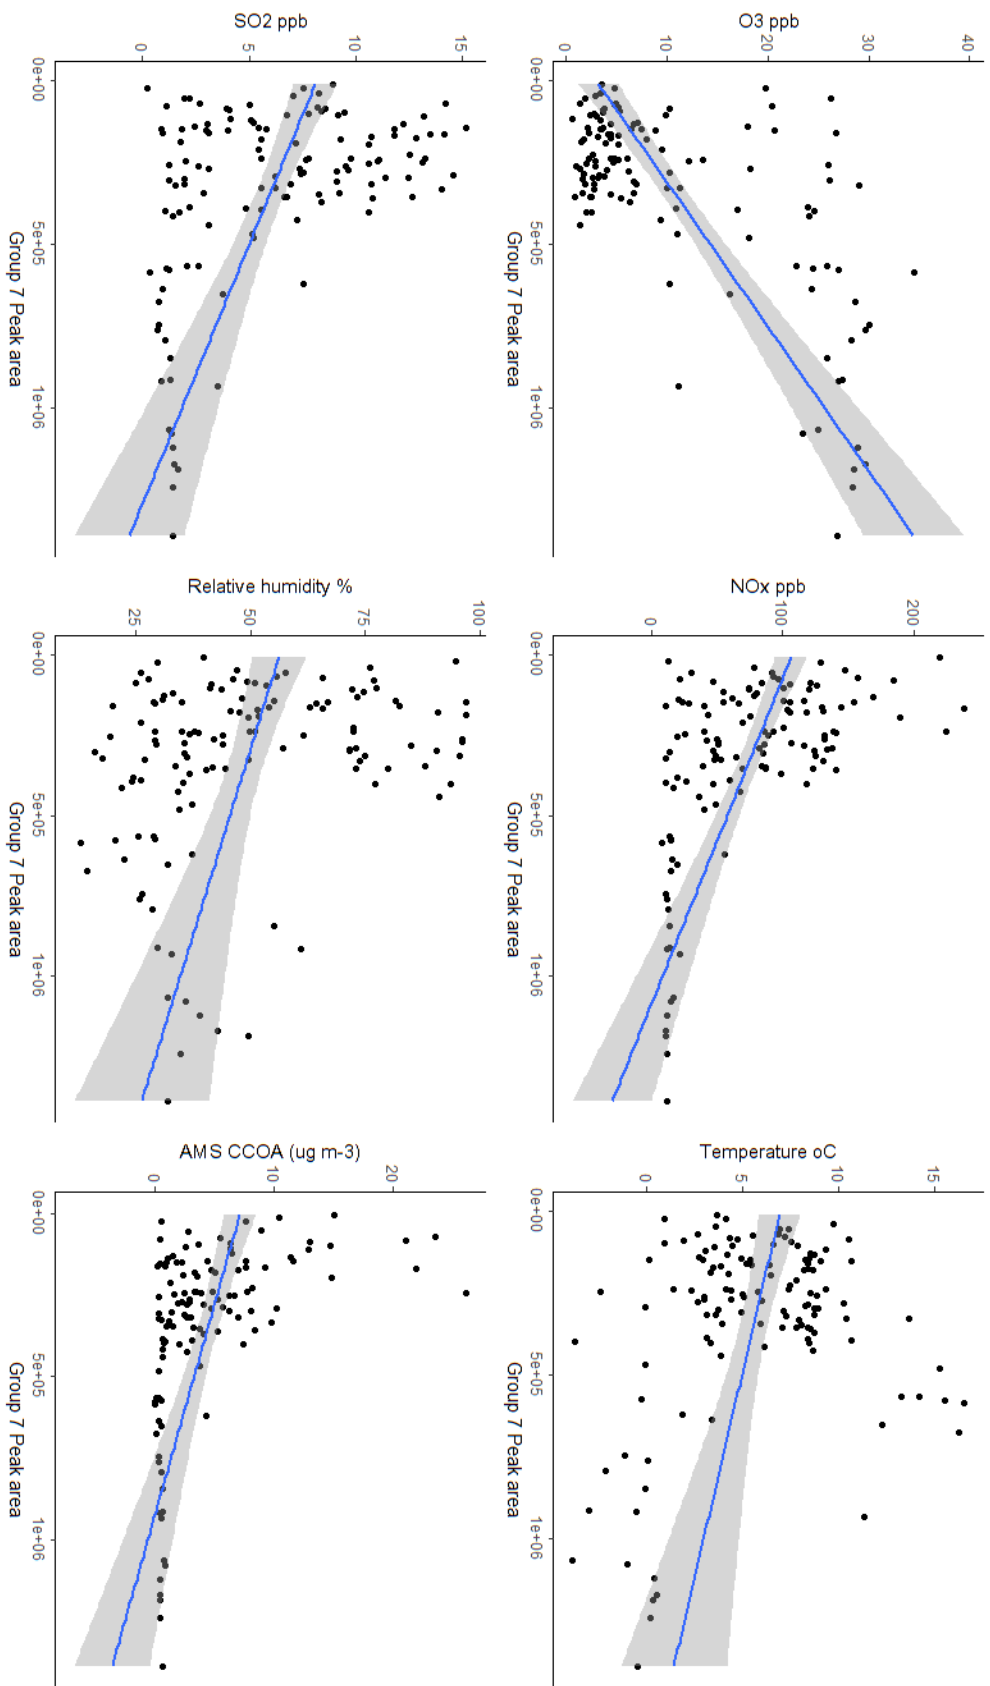 O3 ppb
0
10
20
30
40
0e+00
5e+05
1e+06
Group 7 Peak area
NOx ppb
0
100
200
0e+00
5e+05
1e+06
Group 7 Peak area
Temperature oC
0
5
10
15
0e+00
5e+05
1e+06
Group 7 Peak area
SO2 ppb
0
5
10
15
0e+00
5e+05
1e+06
Group 7 Peak area
Relative humidity %
25
50
75
100
0e+00
5e+05
1e+06
Group 7 Peak area
AMS CCOA (ug m-3)
0
10
20
0e+00
5e+05
1e+06
Group 7 Peak area